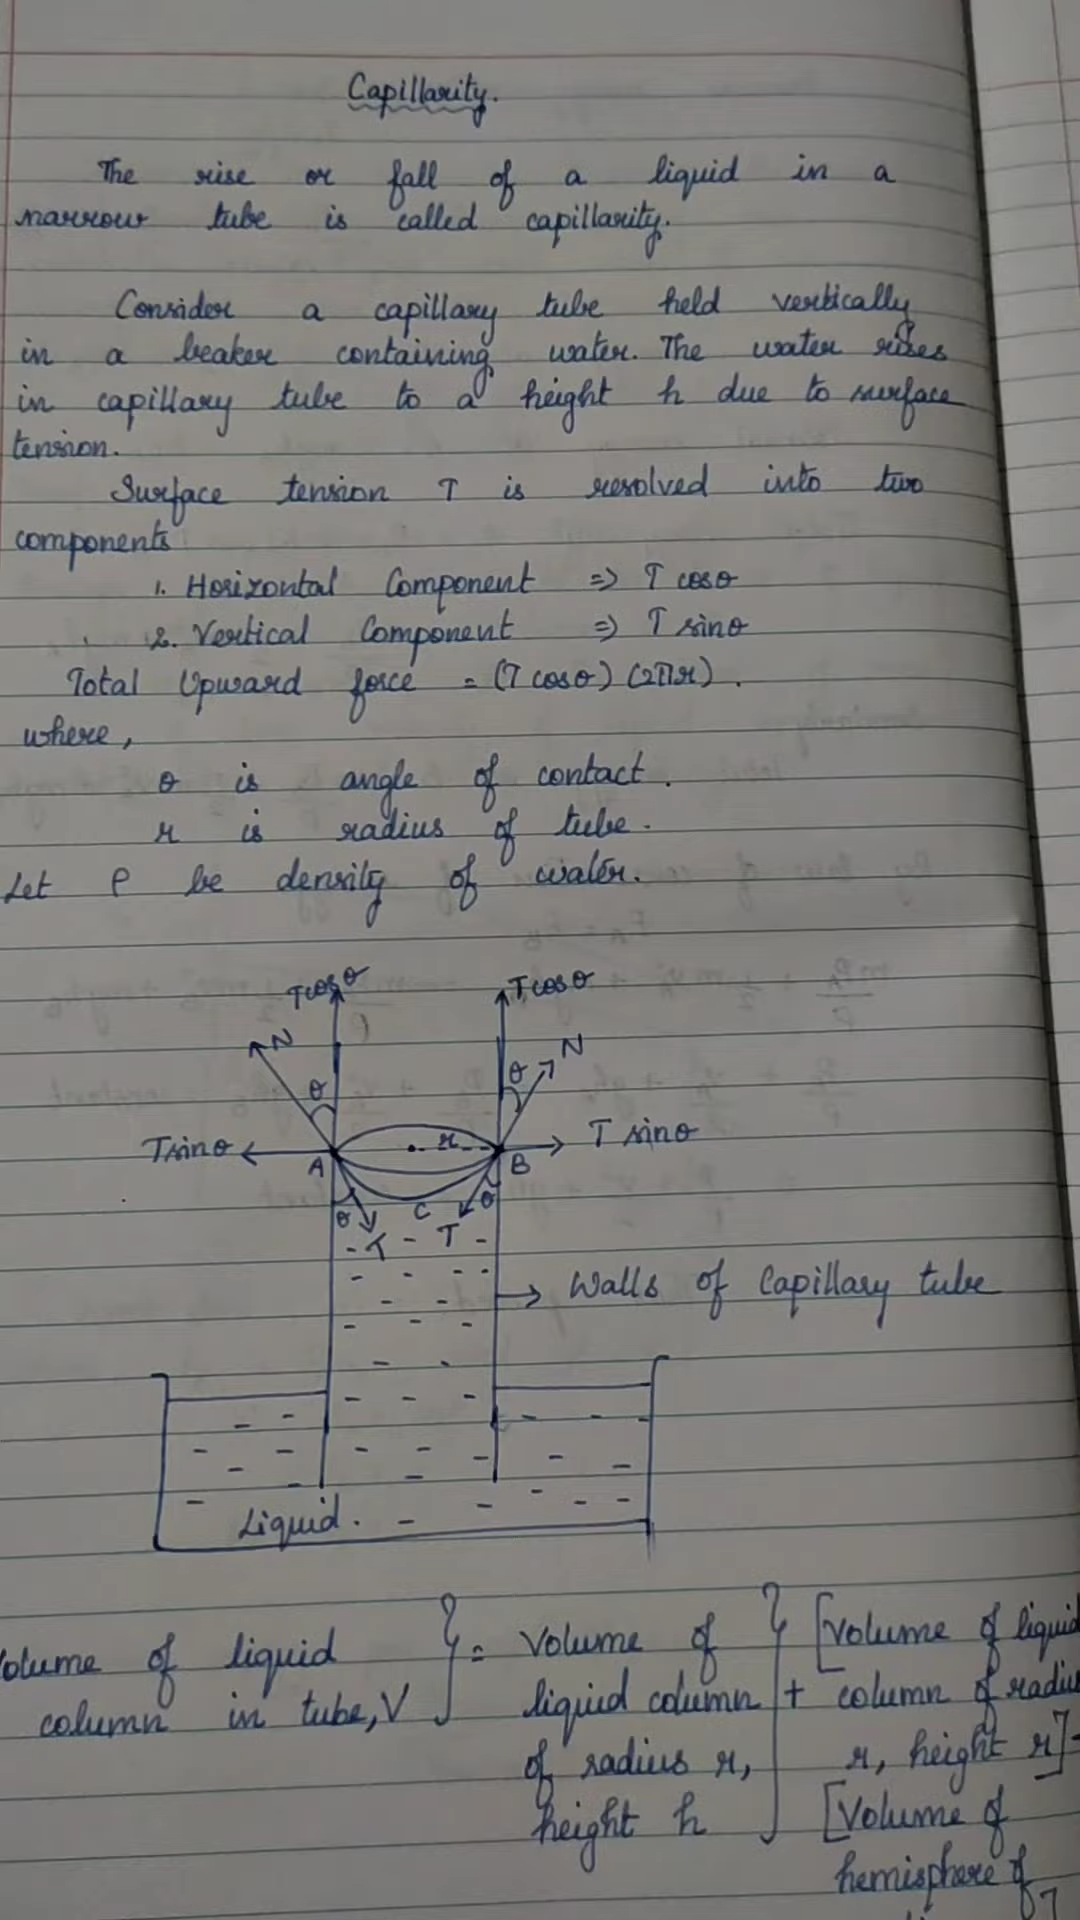 Capillarity.
The rise or fall of a liquid in a
narrow tube is called capillarity.
Consider a capillary tube held vertically
in a beaker containing water. The water rises
in capillary tube to a height h due to surface
tension.
Surface tension T is resolved into two
components
1. Horizontal Component => T cosθ
2. Vertical Component => T sinθ
Total Upward force = (T cosθ) (2πr).
where,
θ is angle of contact.
r is radius of tube.
Let ρ be density of water.
Tcosθ Tcosθ
N N
θ θ
Tsinθ r T sinθ
A B
θ C θ
T T
Walls of Capillary tube
Liquid.
Volume of liquid } = Volume of } [Volume of liquid
column in tube, V liquid column + column of radius
of radius r, r, height r] -
height h [Volume of
hemisphere of